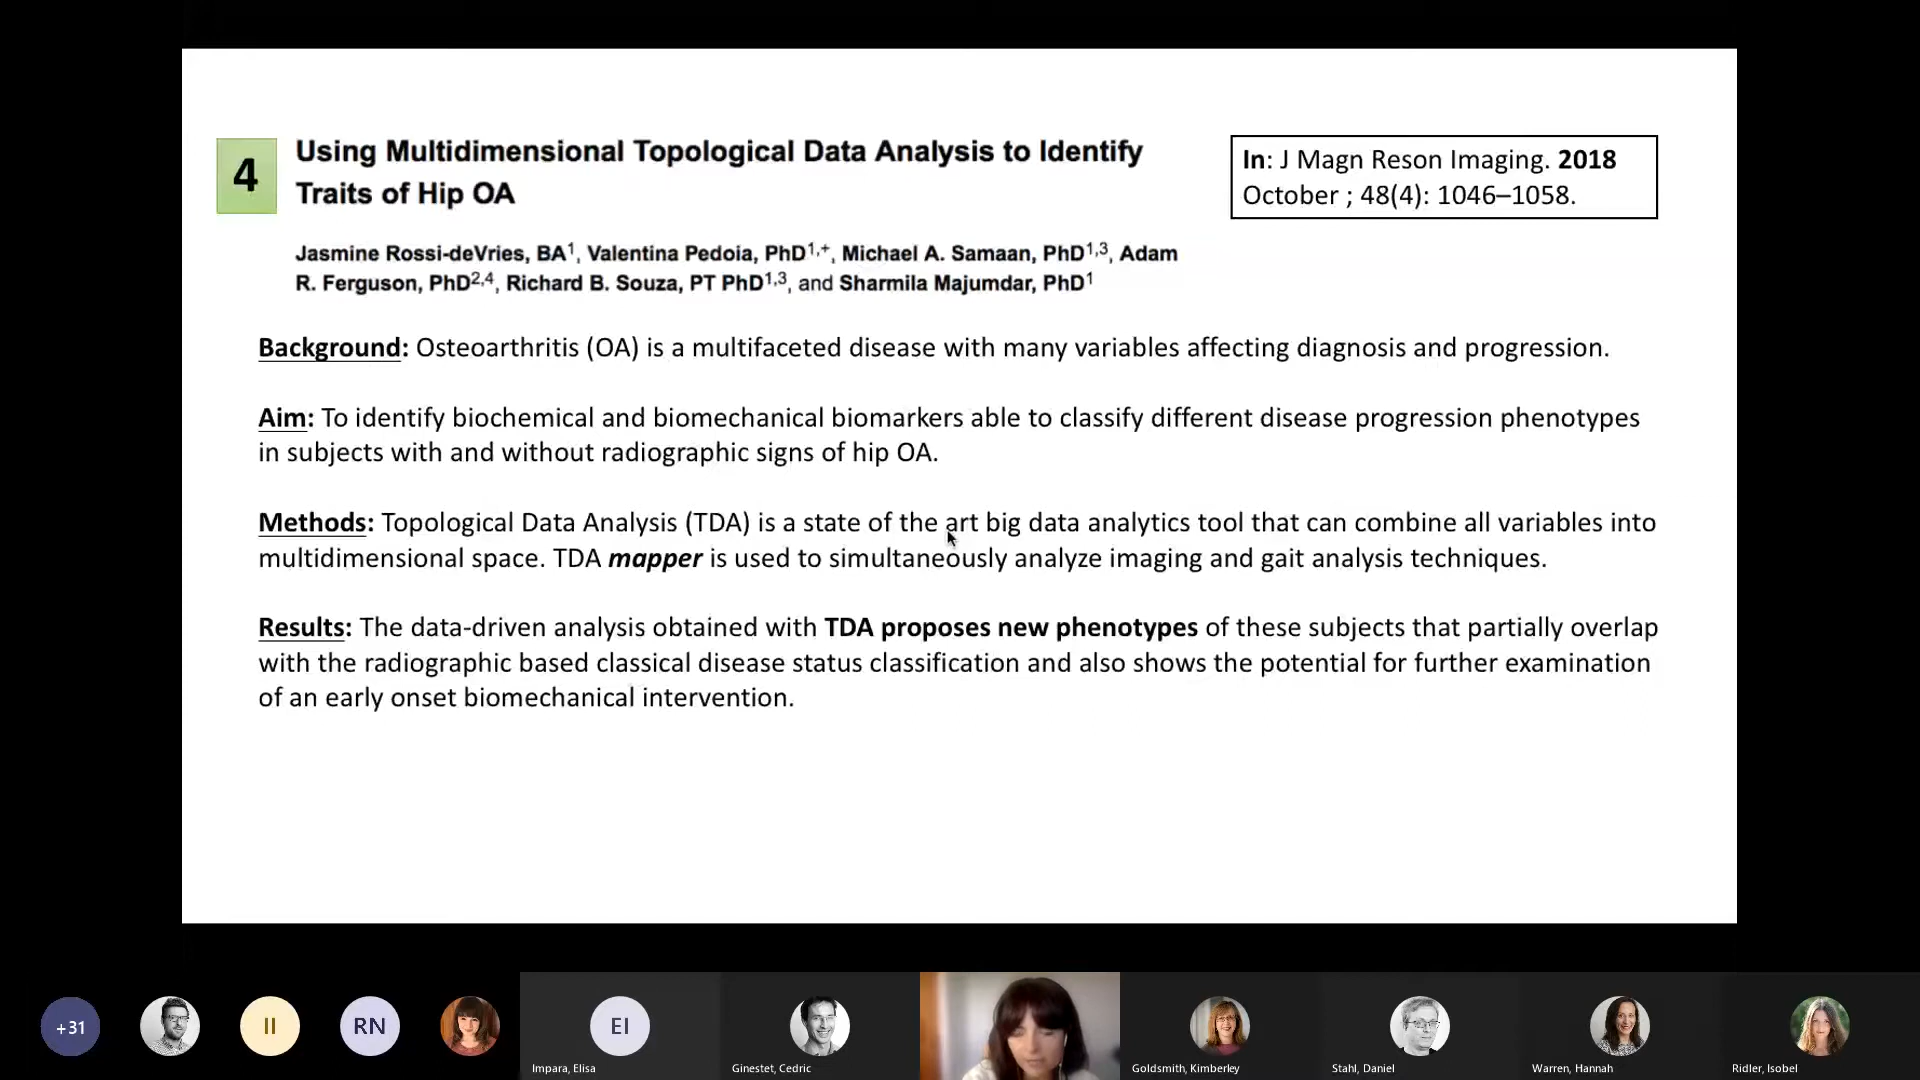 4
Using Multidimensional Topological Data Analysis to Identify
Traits of Hip OA
In: J Magn Reson Imaging. 2018
October ; 48(4): 1046–1058.
Jasmine Rossi-deVries, BA1, Valentina Pedoia, PhD1,+, Michael A. Samaan, PhD1,3, Adam
R. Ferguson, PhD2,4, Richard B. Souza, PT PhD1,3, and Sharmila Majumdar, PhD1
Background: Osteoarthritis (OA) is a multifaceted disease with many variables affecting diagnosis and progression.
Aim: To identify biochemical and biomechanical biomarkers able to classify different disease progression phenotypes
in subjects with and without radiographic signs of hip OA.
Methods: Topological Data Analysis (TDA) is a state of the art big data analytics tool that can combine all variables into
multidimensional space. TDA mapper is used to simultaneously analyze imaging and gait analysis techniques.
Results: The data-driven analysis obtained with TDA proposes new phenotypes of these subjects that partially overlap
with the radiographic based classical disease status classification and also shows the potential for further examination
of an early onset biomechanical intervention.
+31
II
RN
EI
Impara, Elisa
Ginestet, Cedric
Goldsmith, Kimberley
Stahl, Daniel
Warren, Hannah
Ridler, Isobel